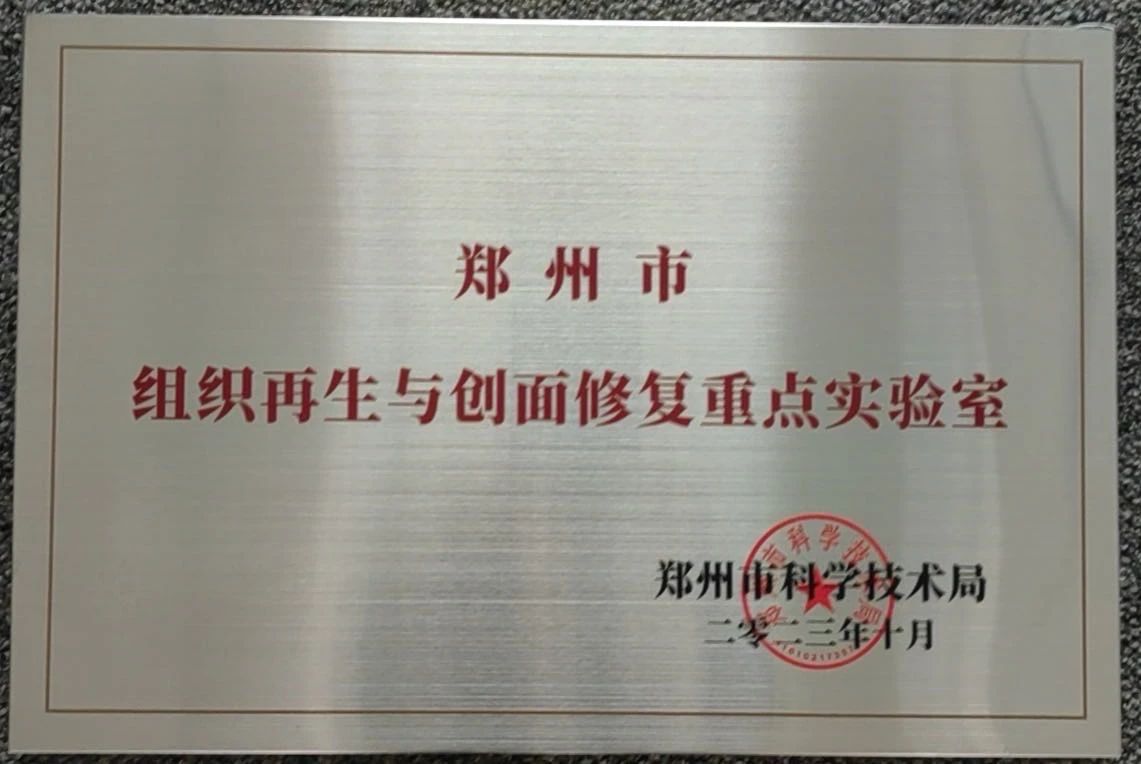 郑州市
组织再生与创面修复重点实验室
郑州市科学技术局
二零二三年十月